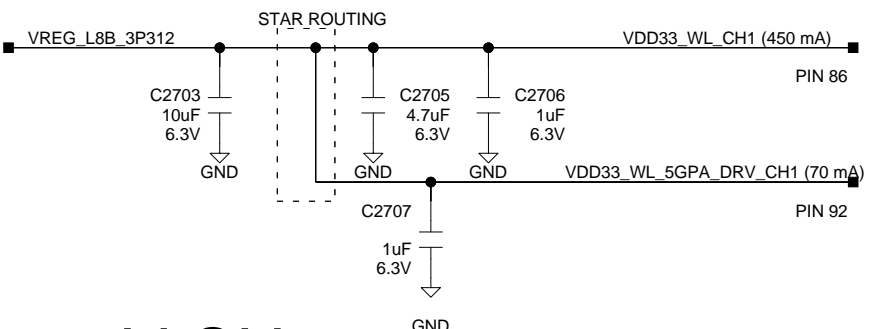 STAR ROUTING
VREG_L8B_3P312
VDD33_WL_CH1 (450 mA)
PIN 86
C2703
10uF
6.3V
GND
C2705
4.7uF
6.3V
GND
C2706
1uF
6.3V
GND
VDD33_WL_5GPA_DRV_CH1 (70 mA)
PIN 92
C2707
1uF
6.3V
GND